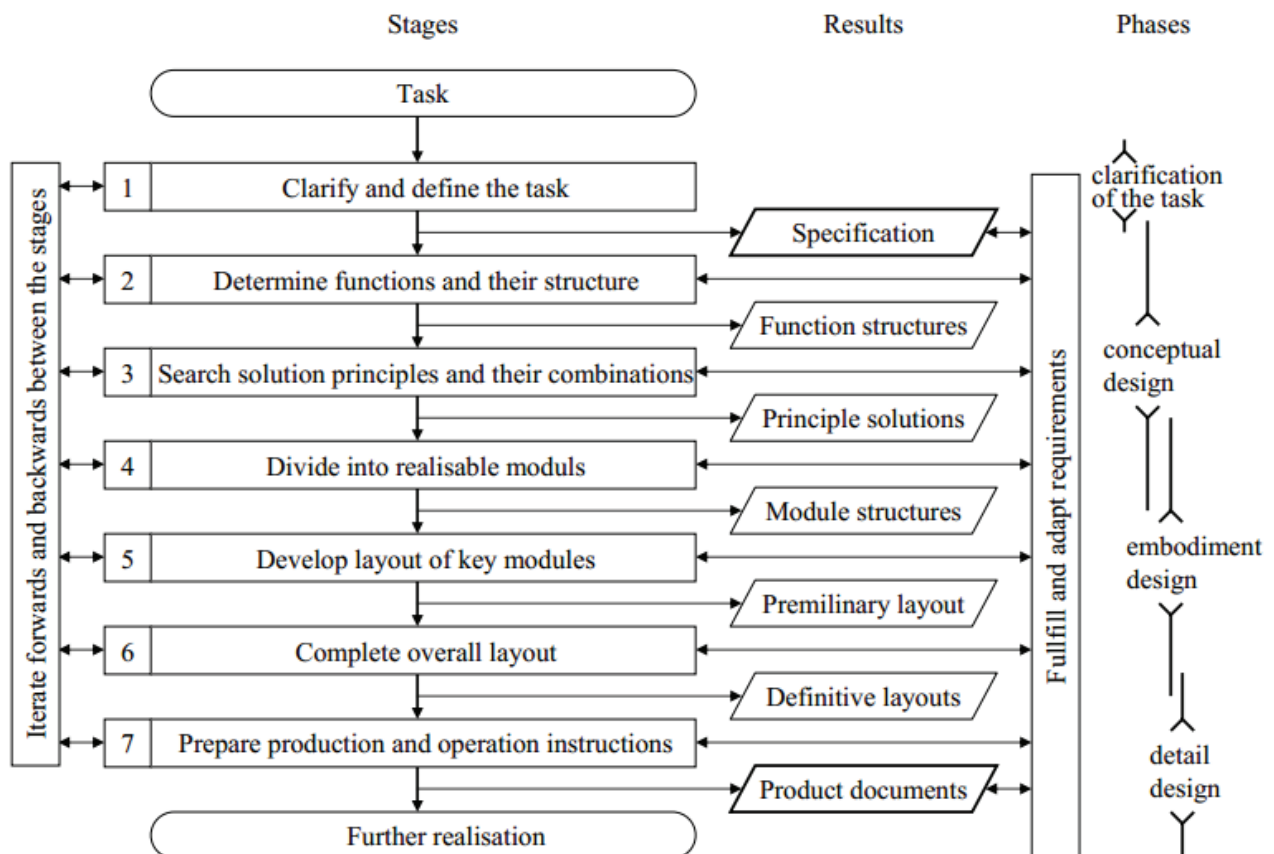 Stages Results Phases
Task
Iterate forwards and backwards between the stages
1 Clarify and define the task
clarification
of the task
Specification
2 Determine functions and their structure
Function structures
3 Search solution principles and their combinations
conceptual
design
Principle solutions
4 Divide into realisable moduls
Module structures
Fullfill and adapt requirements
5 Develop layout of key modules
embodiment
design
Premilinary layout
6 Complete overall layout
Definitive layouts
7 Prepare production and operation instructions
detail
design
Product documents
Further realisation